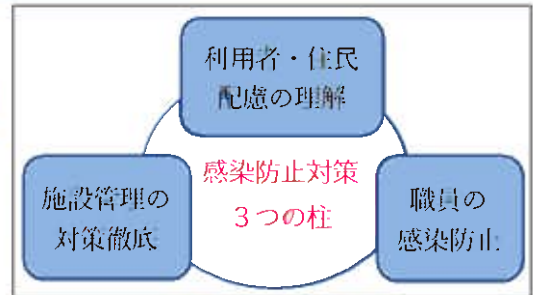 利用者・住民
配慮の理解
感染防止対策
３つの柱
施設管理の
対策徹底
職員の
感染防止